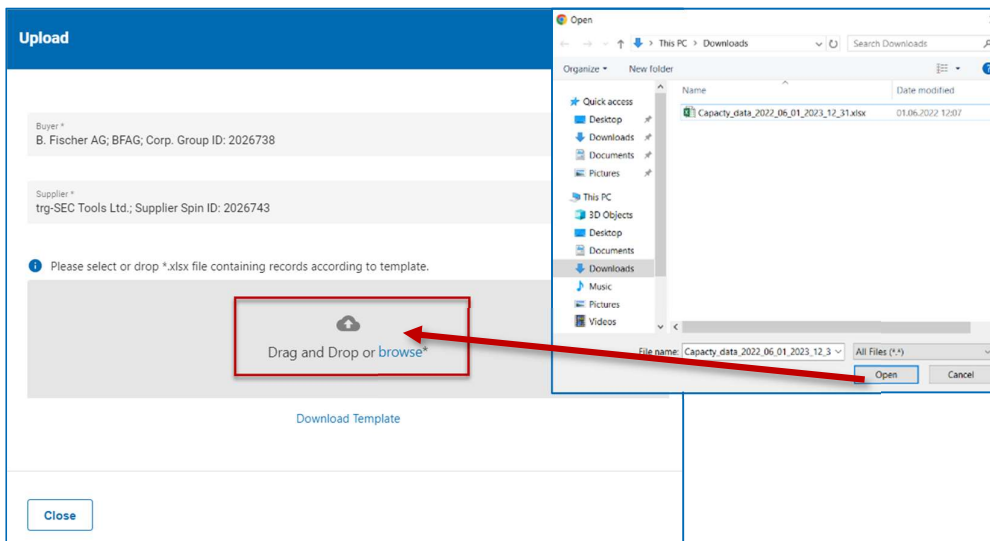 Upload
Buyer *
B. Fischer AG; BFAG; Corp. Group ID: 2026738
Supplier *
trg-SEC Tools Ltd.; Supplier Spin ID: 2026743
Please select or drop *.xlsx file containing records according to template.
Drag and Drop or browse*
Download Template
Close
Open
This PC > Downloads
Search Downloads
Organize
New folder
Name
Date modified
Quick access
Desktop
Downloads
Documents
Pictures
This PC
3D Objects
Desktop
Documents
Downloads
Music
Pictures
Videos
Capacty_data_2022_06_01_2023_12_31.xlsx
01.06.2022 12:07
File name:
Capacty_data_2022_06_01_2023_12_3
All Files (*.*)
Open
Cancel